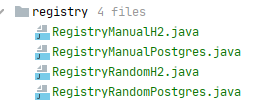 registry 4 files
RegistryManualH2.java
RegistryManualPostgres.java
RegistryRandomH2.java
RegistryRandomPostgres.java